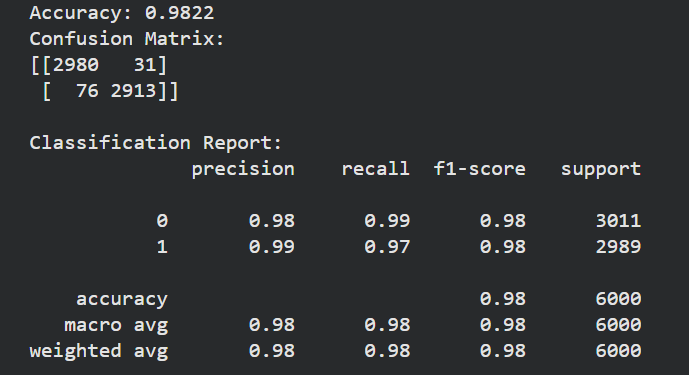 Accuracy: 0.9822
Confusion Matrix:
[[2980   31]
 [  76 2913]]
Classification Report:
              precision    recall  f1-score   support
           0       0.98      0.99      0.98      3011
           1       0.99      0.97      0.98      2989
    accuracy                           0.98      6000
   macro avg       0.98      0.98      0.98      6000
weighted avg       0.98      0.98      0.98      6000